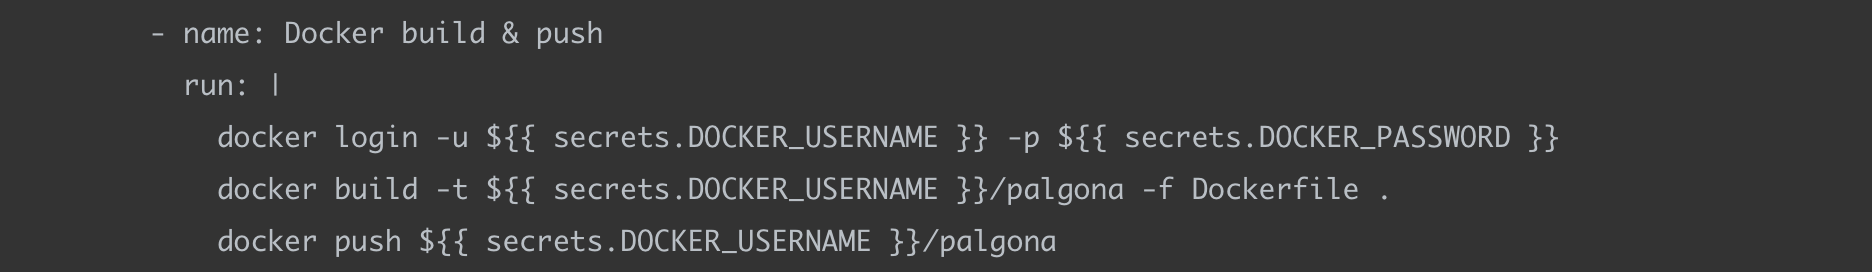 - name: Docker build & push
run: |
docker login -u ${{ secrets.DOCKER_USERNAME }} -p ${{ secrets.DOCKER_PASSWORD }}
docker build -t ${{ secrets.DOCKER_USERNAME }}/palgona -f Dockerfile .
docker push ${{ secrets.DOCKER_USERNAME }}/palgona